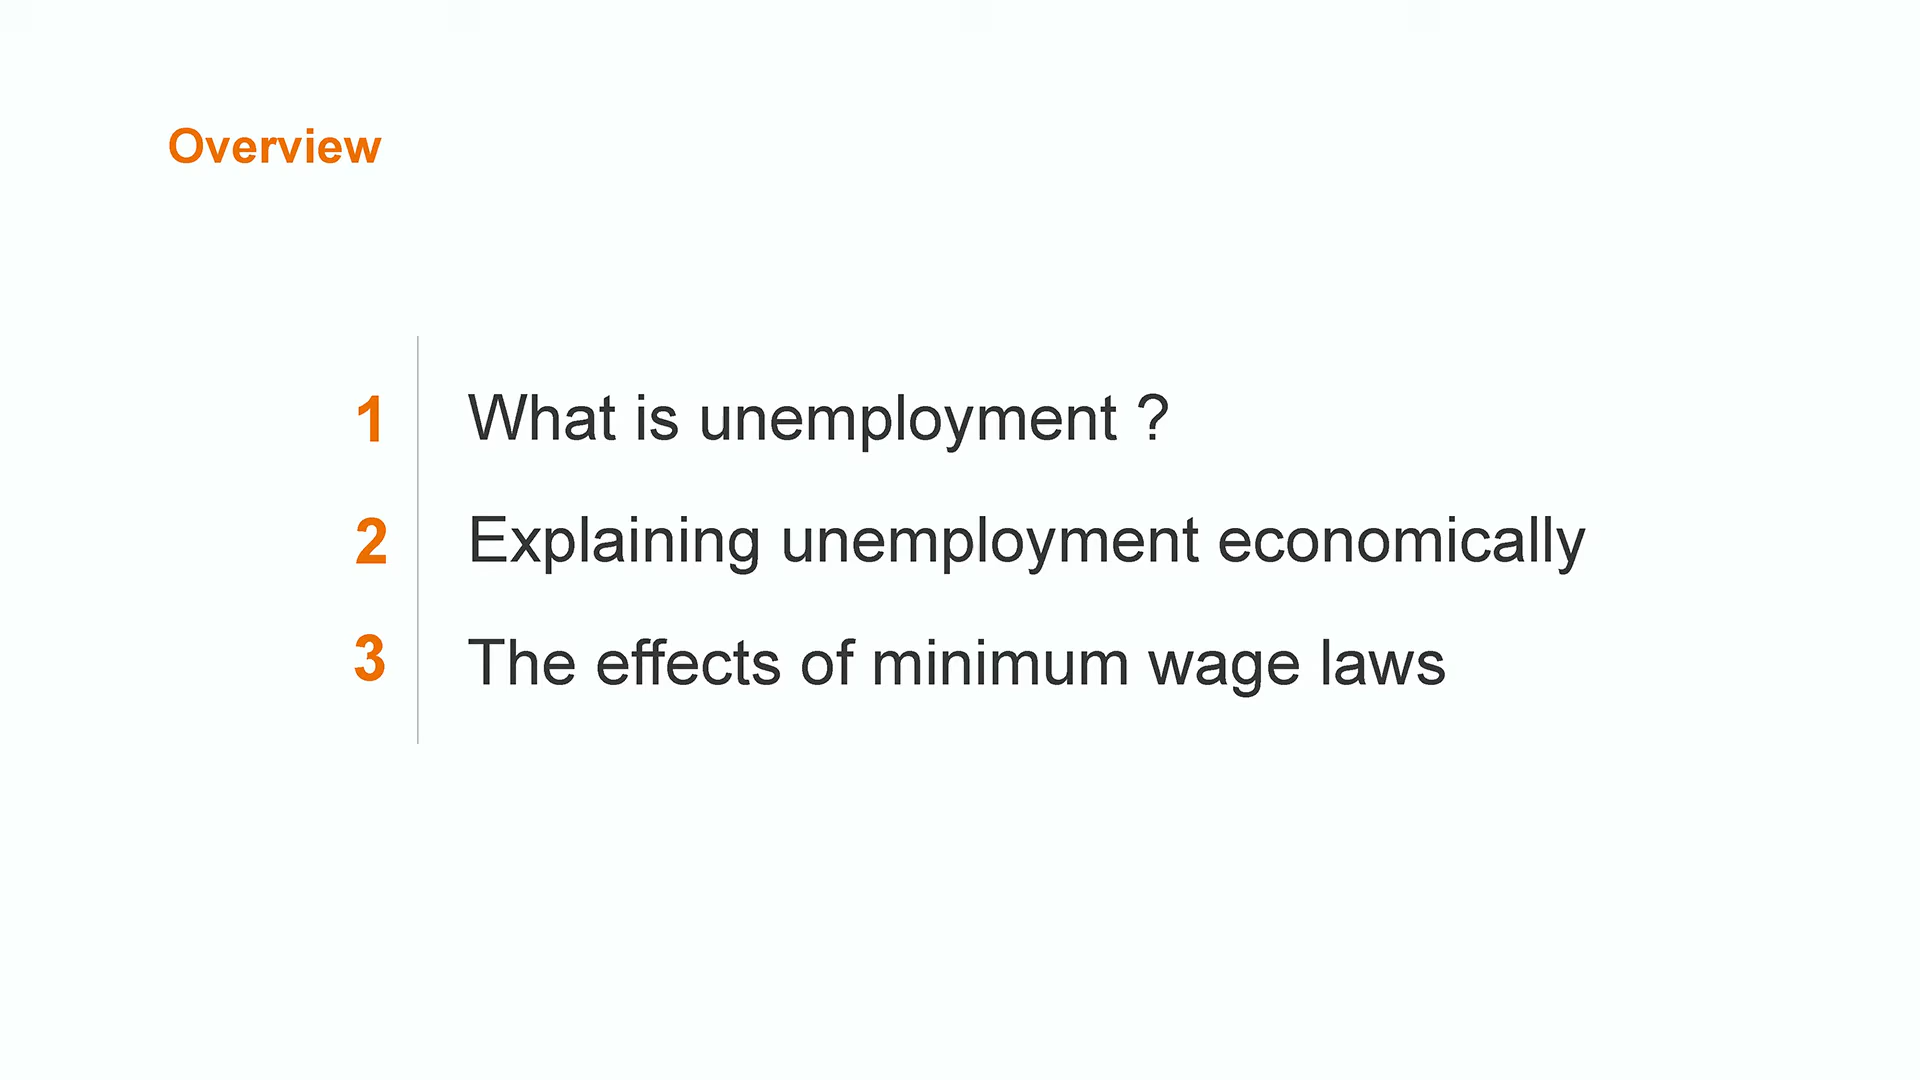 Overview
1 What is unemployment ?
2 Explaining unemployment economically
3 The effects of minimum wage laws